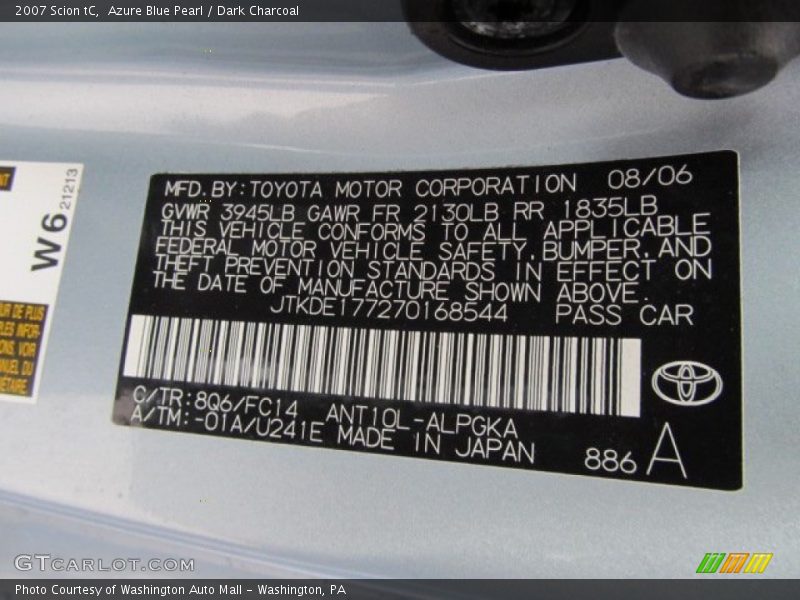 2007 Scion tC,  Azure Blue Pearl / Dark Charcoal
W6 21213
MFD. BY: TOYOTA MOTOR CORPORATION 08/06
GVWR 3945LB GAWR FR 2130LB RR 1835LB
THIS VEHICLE CONFORMS TO ALL APPLICABLE
FEDERAL MOTOR VEHICLE SAFETY, BUMPER, AND
THEFT PREVENTION STANDARDS IN EFFECT ON
THE DATE OF MANUFACTURE SHOWN ABOVE.
JTKDE177270168544 PASS CAR
C/TR: 8Q6/FC14 ANT10L-ALPGKA
A/TM: -01A/U241E MADE IN JAPAN
886 A
GTCARLOT.COM
Photo Courtesy of Washington Auto Mall - Washington, PA